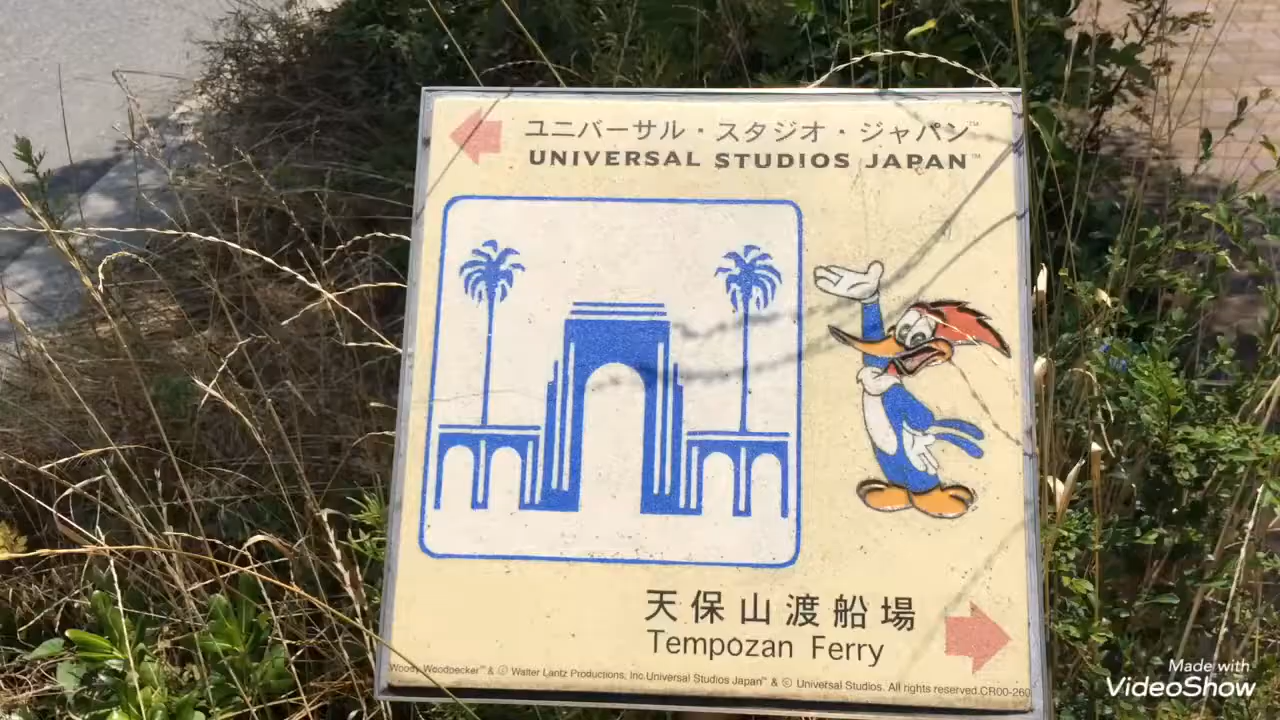 ユニバーサル・スタジオ・ジャパン™
UNIVERSAL STUDIOS JAPAN™
天保山渡船場
Tempozan Ferry
Woody Woodpecker™ & © Walter Lantz Productions, Inc. Universal Studios Japan™ & © Universal Studios. All rights reserved. CR00-260
Made with
VideoShow